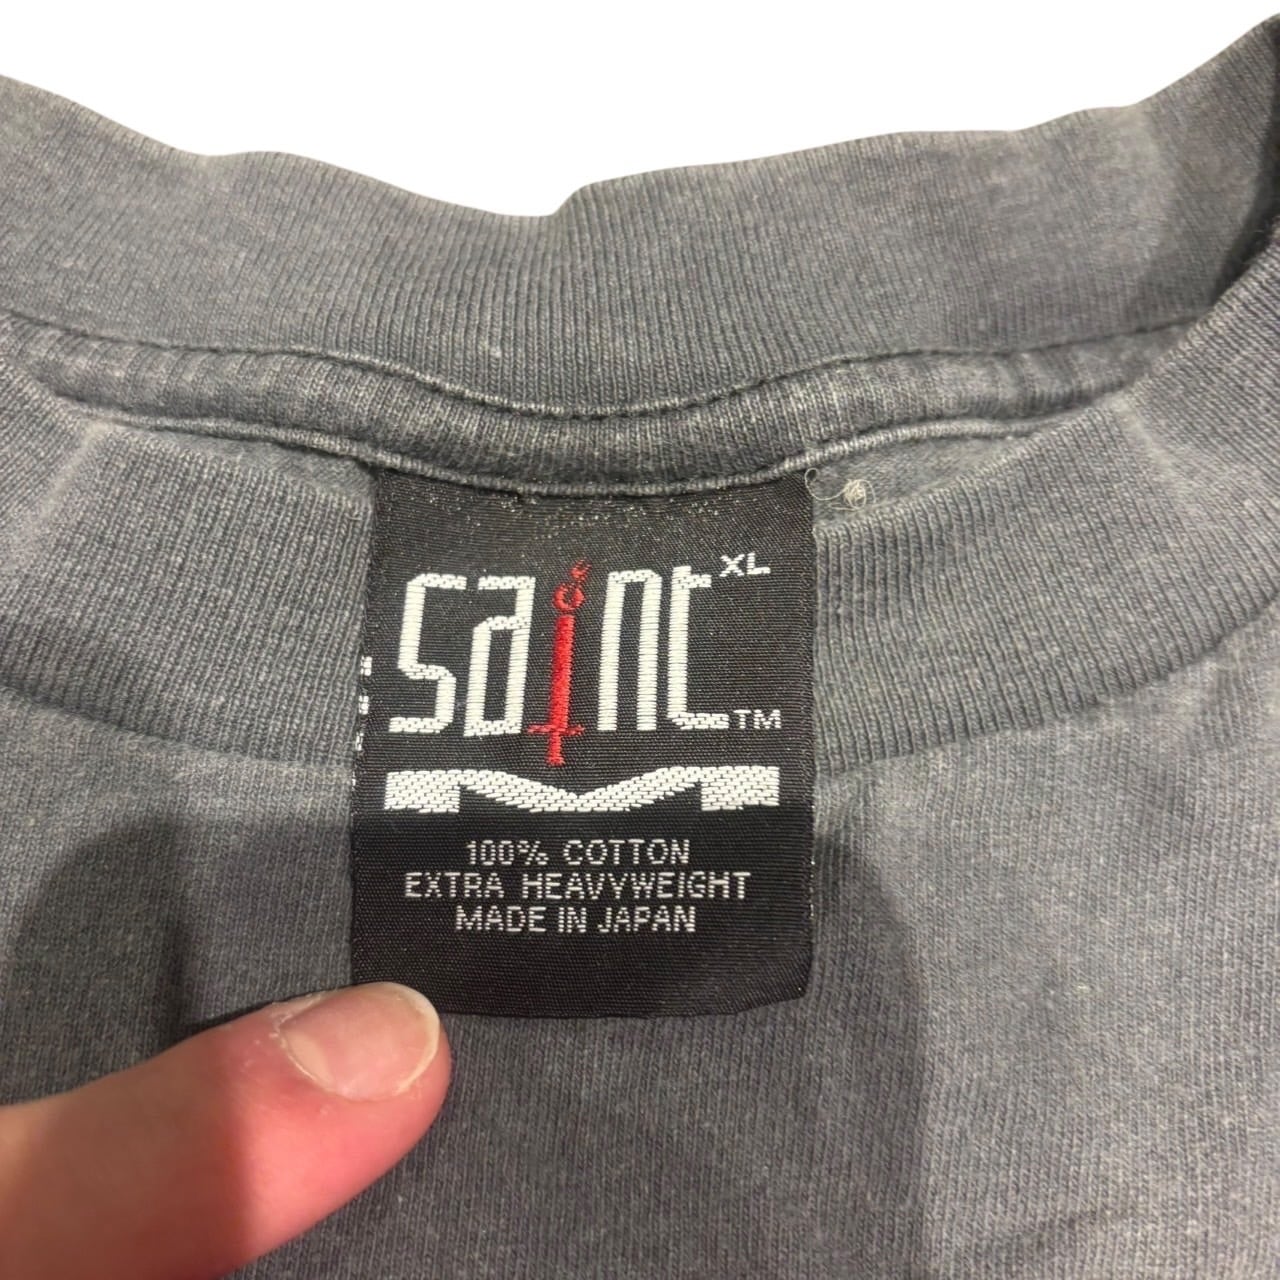 saint XL
TM
100% COTTON
EXTRA HEAVYWEIGHT
MADE IN JAPAN